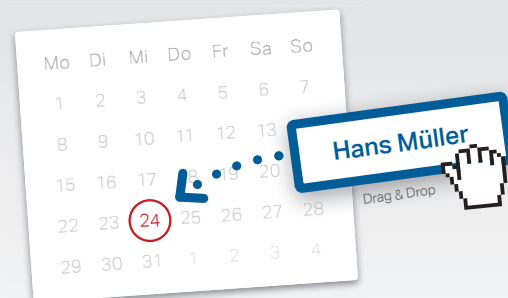 Mo Di Mi Do Fr Sa So
1 2 3 4 5 6 7
8 9 10 11 12 13
15 16 17 18 19 20
22 23 24 25 26 27 28
29 30 31 1 2 3 4
Hans Müller
Drag & Drop